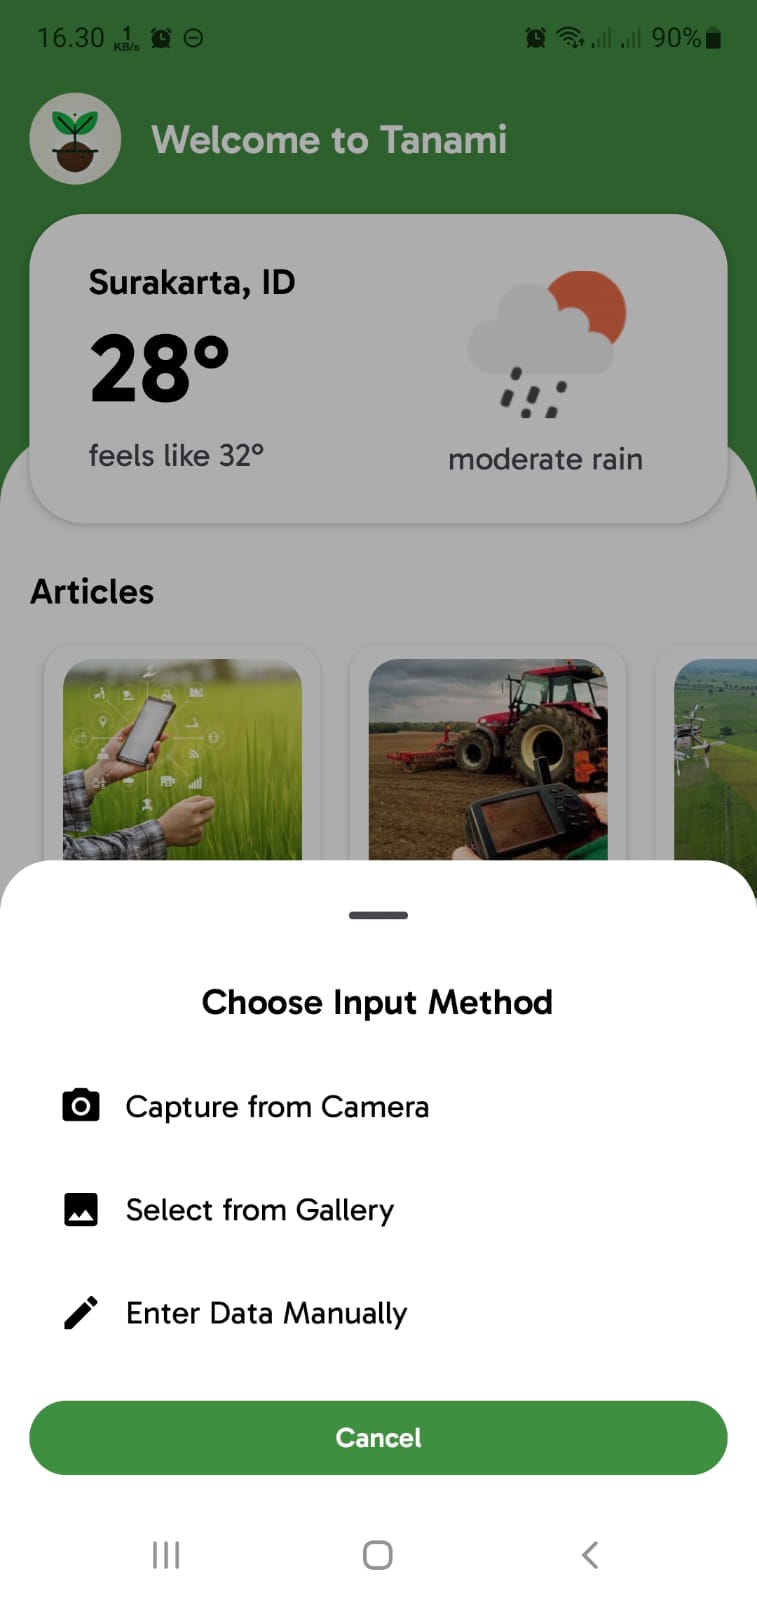 16.30 1 KB/s 90%
Welcome to Tanami
Surakarta, ID
28°
feels like 32°
moderate rain
Articles
Choose Input Method
Capture from Camera
Select from Gallery
Enter Data Manually
Cancel